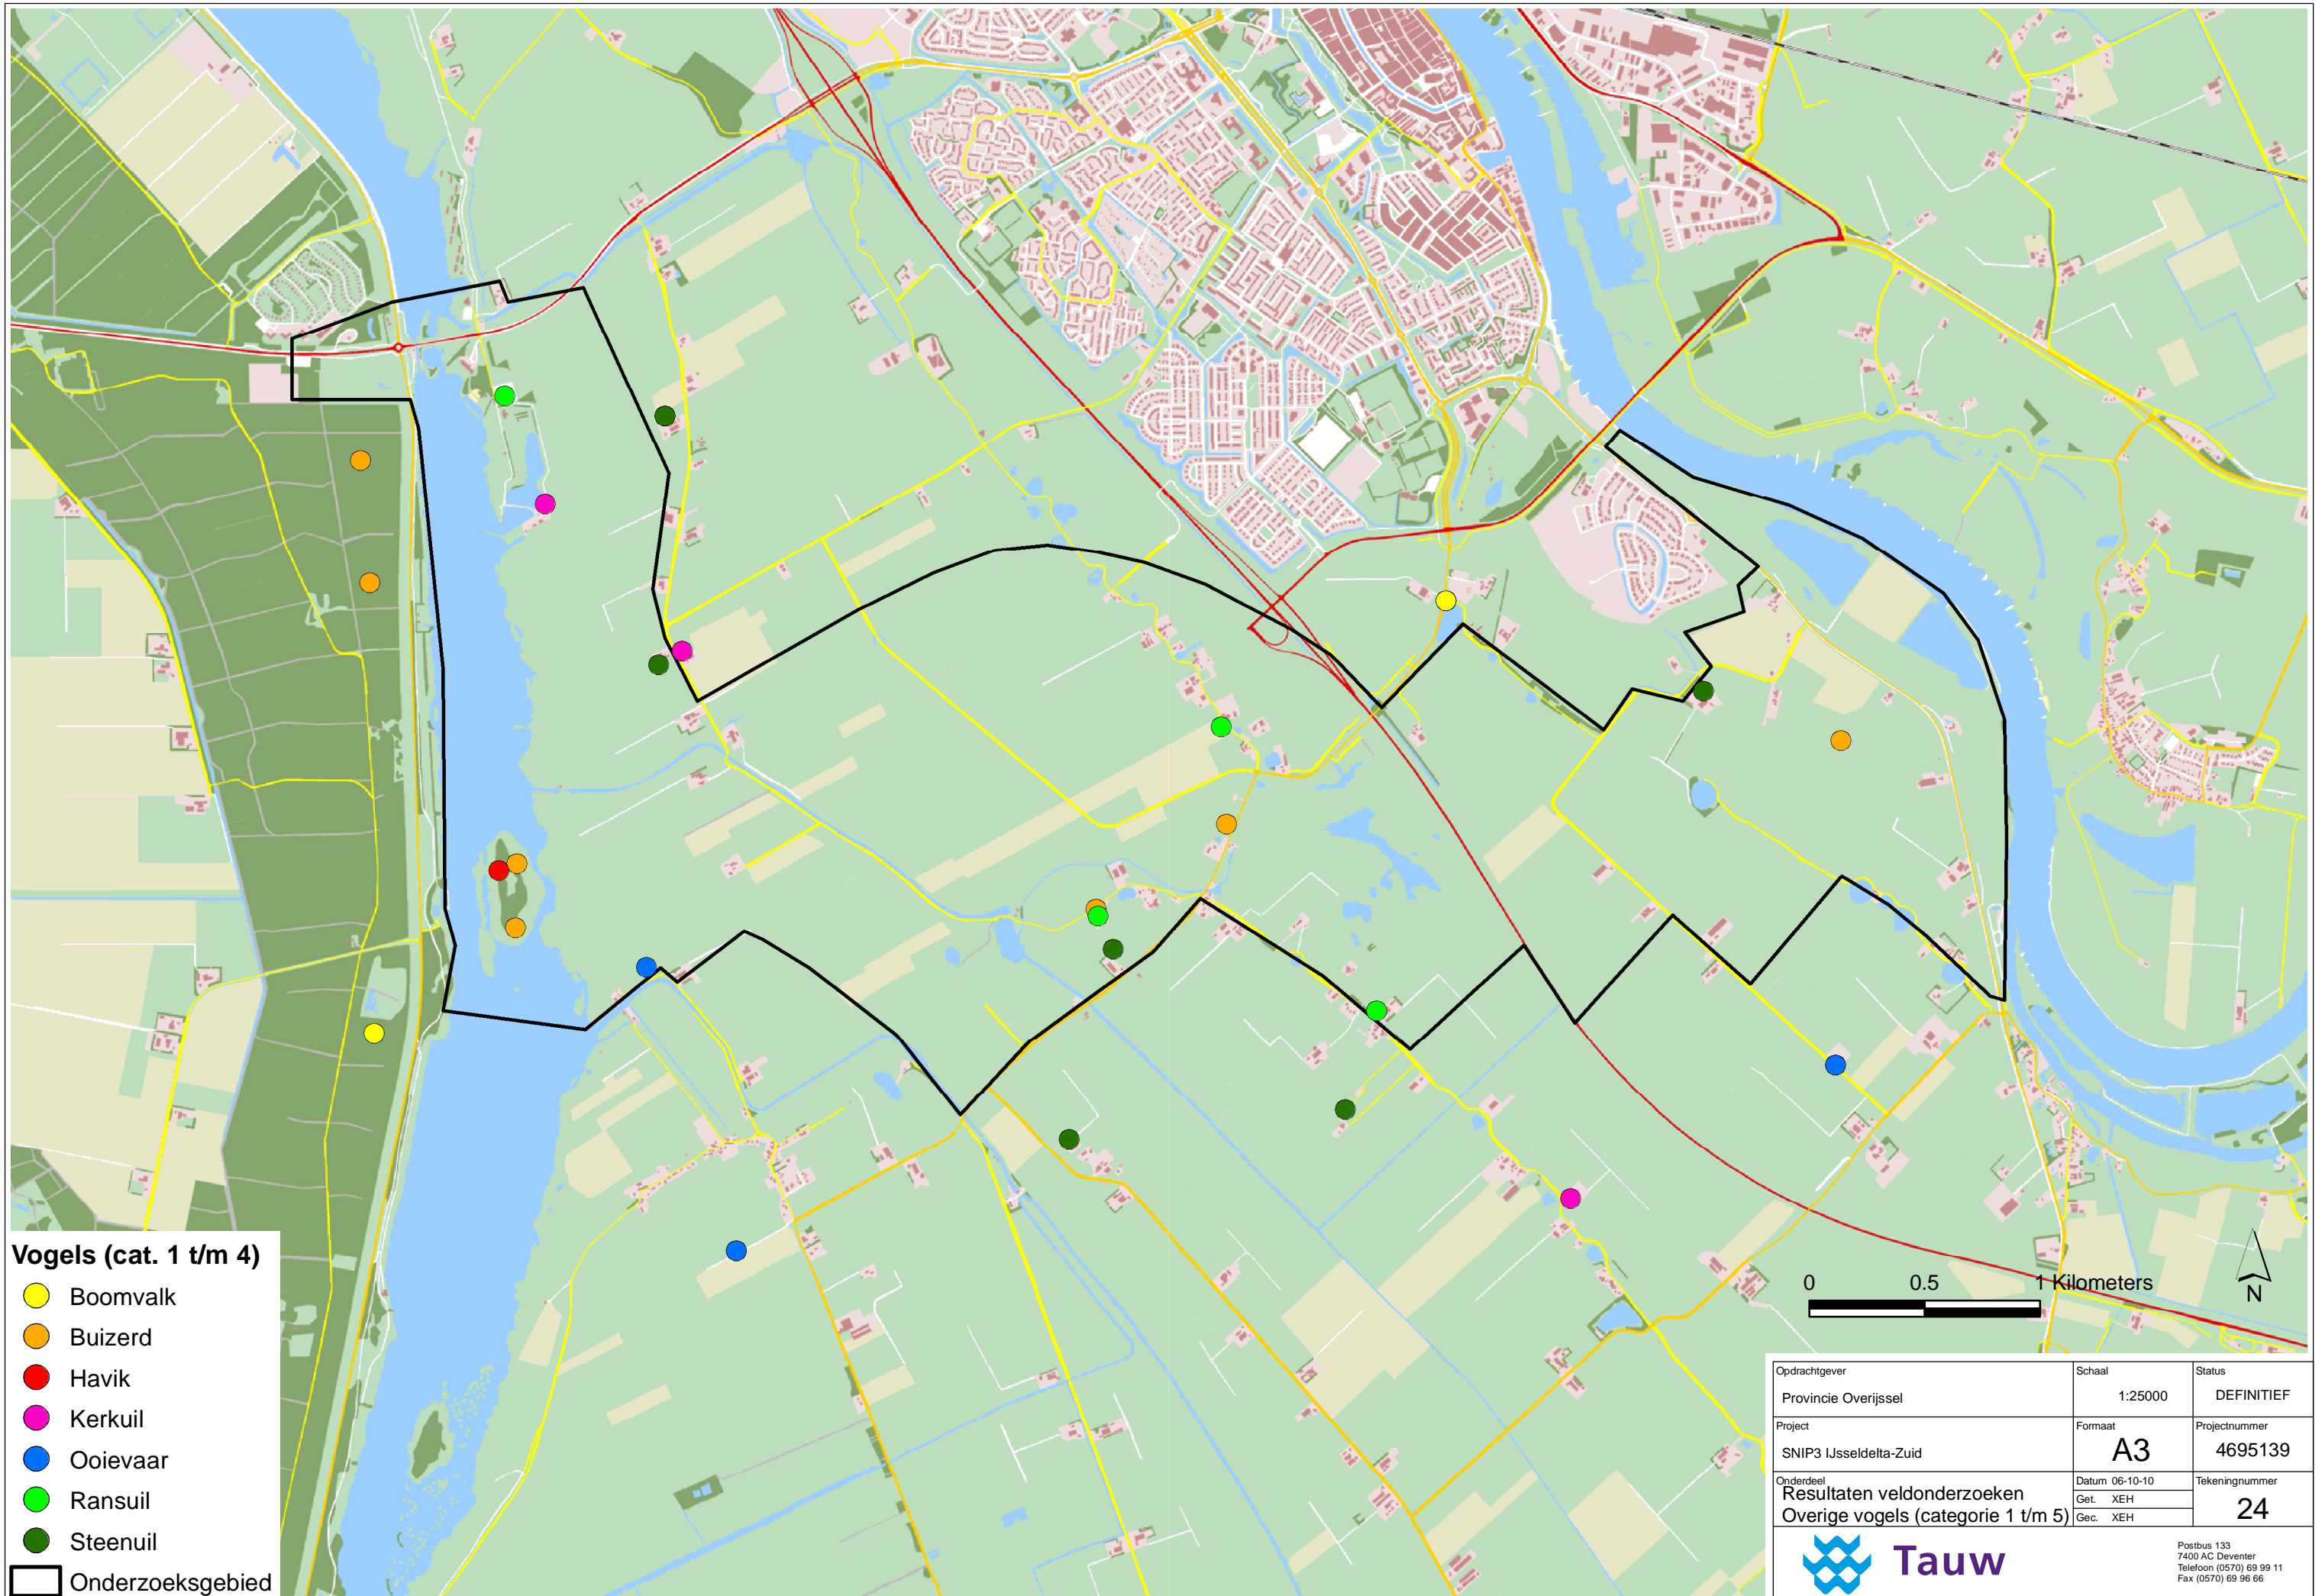 Vogels (cat. 1 t/m 4)
Boomvalk
Buizerd
Havik
Kerkuil
Ooievaar
Ransuil
Steenuil
Onderzoeksgebied
0 0.5 1 Kilometers
N
Opdrachtgever
Provincie Overijssel
Schaal
1:25000
Status
DEFINITIEF
Project
SNIP3 IJsseldelta-Zuid
Formaat
A3
Projectnummer
4695139
Onderdeel
Resultaten veldonderzoeken
Overige vogels (categorie 1 t/m 5)
Datum 06-10-10
Get. XEH
Gec. XEH
Tekeningnummer
24
Tauw
Postbus 133
7400 AC Deventer
Telefoon (0570) 69 99 11
Fax (0570) 69 96 66